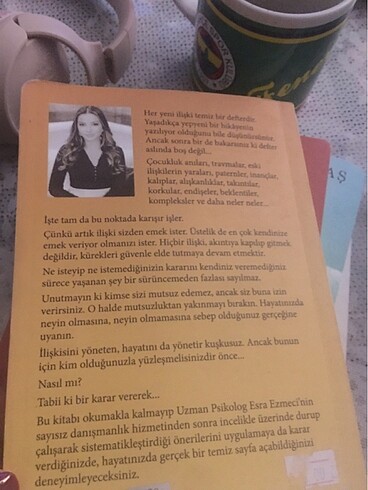 Her yeni ilişki temiz bir defterdir.
Yaşadıkça yepyeni bir hikâyenin
yazılıyor olduğunu bile düşünürsünüz.
Ancak sonra bir de bakarsınız ki defter
aslında boş değil...
Çocukluk anıları, travmalar, eski
ilişkilerin yaraları, paternler, inançlar,
kalıplar, alışkanlıklar, takıntılar,
korkular, endişeler, beklentiler,
kompleksler ve daha neler neler...
İşte tam da bu noktada karışır işler.
Çünkü artık ilişki sizden emek ister. Üstelik de en çok kendinize
emek veriyor olmanızı ister. Hiçbir ilişki, akıntıya kapılıp gitmek
değildir, kürekleri güvenle elde tutmaya devam etmektir.
Ne isteyip ne istemediğinizin kararını kendiniz veremediğiniz
sürece yaşanan şey bir sürüncemeden fazlası sayılmaz.
Unutmayın ki kimse sizi mutsuz edemez, ancak siz buna izin
verirsiniz. O halde mutsuzluktan yakınmayı bırakın. Hayatınızda
neyin olmasına, neyin olmamasına sebep olduğunuz gerçeğine
uyanın.
İlişkisini yöneten, hayatını da yönetir kuşkusuz. Ancak bunun
için kim olduğunuzla yüzleşmelisinizdir önce...
Nasıl mı?
Tabii ki bir karar vererek...
Bu kitabı okumakla kalmayıp Uzman Psikolog Esra Ezmeci'nin
sayısız danışmanlık hizmetinden sonra incelikle üzerinde durup
çalışarak sistematikleştirdiği önerilerini uygulamaya da karar
verdiğinizde, hayatınızda gerçek bir temiz sayfa açabildiğinizi
deneyimleyeceksiniz.